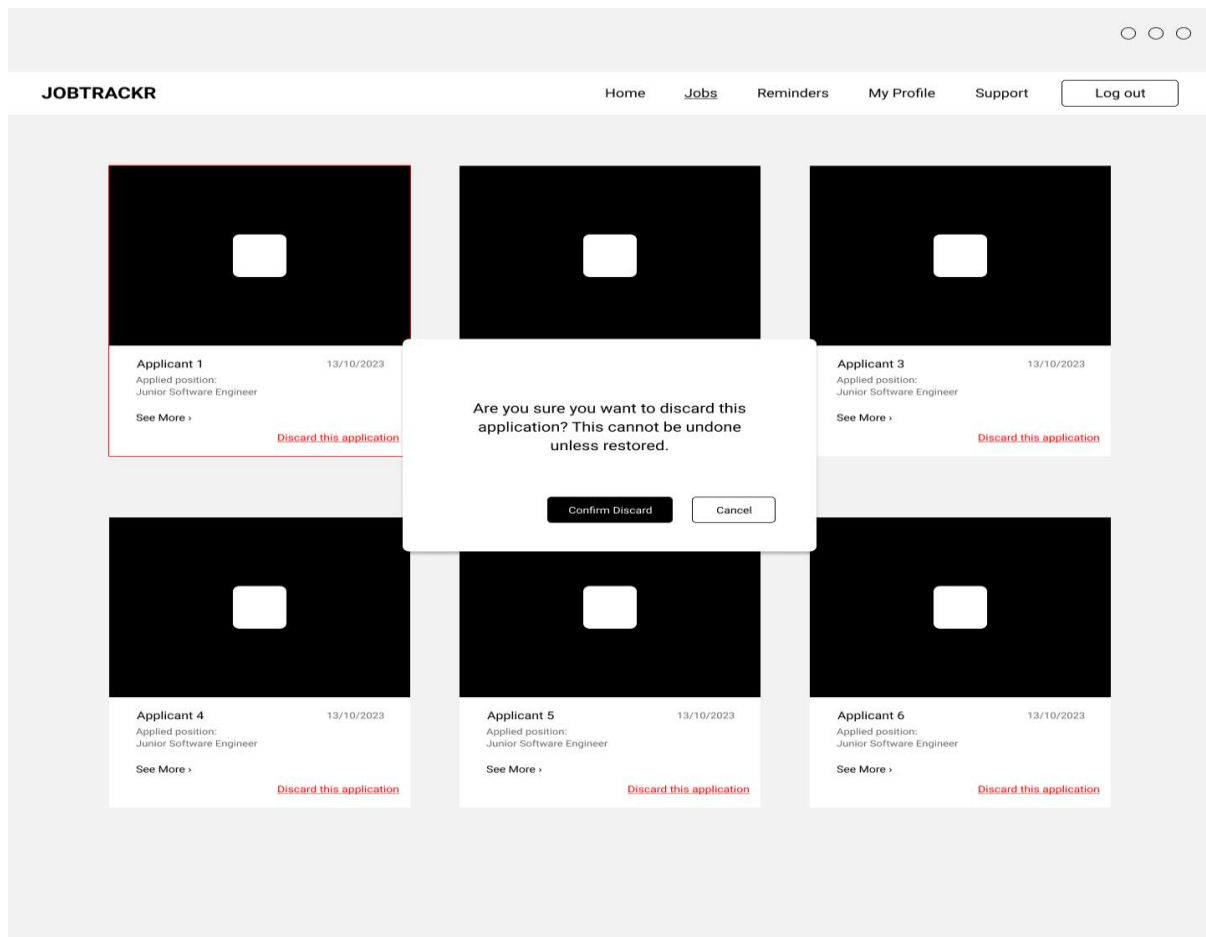 JOBTRACKR Home Jobs Reminders My Profile Support Log out
Applicant 1 13/10/2023
Applied position:
Junior Software Engineer
See More ›
Discard this application
Applicant 3 13/10/2023
Applied position:
Junior Software Engineer
See More ›
Discard this application
Are you sure you want to discard this
application? This cannot be undone
unless restored.
Confirm Discard Cancel
Applicant 4 13/10/2023
Applied position:
Junior Software Engineer
See More ›
Discard this application
Applicant 5 13/10/2023
Applied position:
Junior Software Engineer
See More ›
Discard this application
Applicant 6 13/10/2023
Applied position:
Junior Software Engineer
See More ›
Discard this application